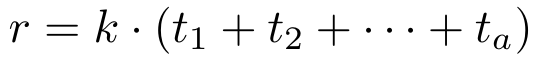 r = k · (t₁ + t₂ + · · · + tₐ)